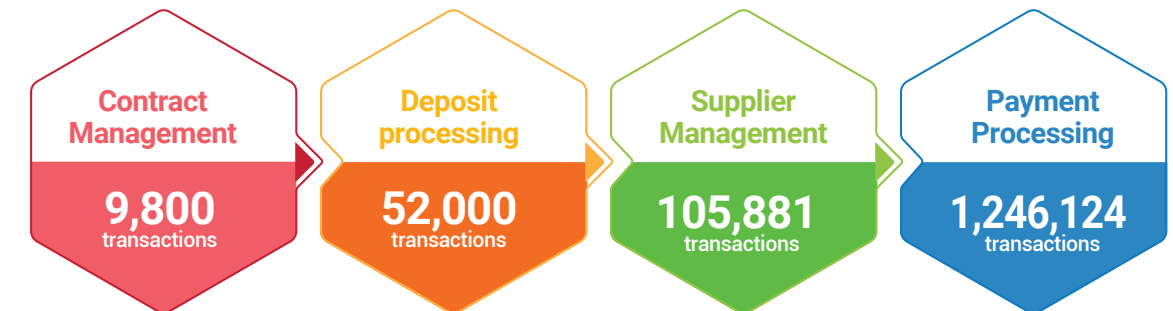 Contract
Management
9,800
transactions
Deposit
processing
52,000
transactions
Supplier
Management
105,881
transactions
Payment
Processing
1,246,124
transactions